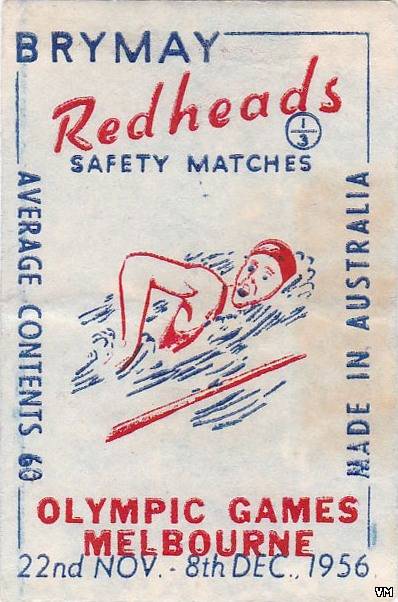 BRYMAY
Redheads
1/3
SAFETY MATCHES
AVERAGE CONTENTS 60
MADE IN AUSTRALIA
OLYMPIC GAMES
MELBOURNE
22nd NOV. - 8th DEC., 1956
VM